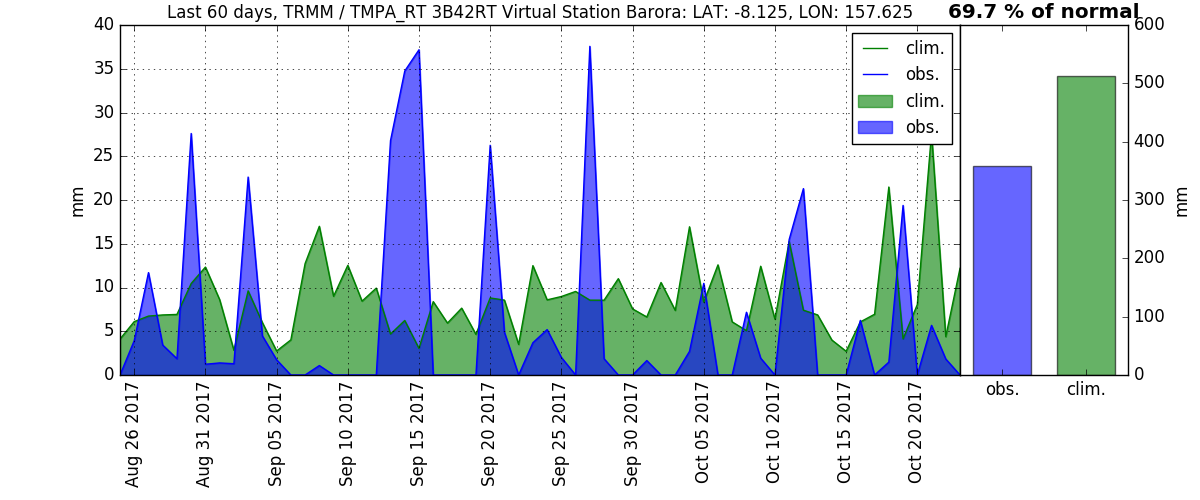 Last 60 days, TRMM / TMPA_RT 3B42RT Virtual Station Barora: LAT: -8.125, LON: 157.625
69.7 % of normal
40
35
30
25
20
15
10
5
0
mm
clim.
obs.
clim.
obs.
600
500
400
300
200
100
0
mm
Aug 26 2017
Aug 31 2017
Sep 05 2017
Sep 10 2017
Sep 15 2017
Sep 20 2017
Sep 25 2017
Sep 30 2017
Oct 05 2017
Oct 10 2017
Oct 15 2017
Oct 20 2017
obs.
clim.